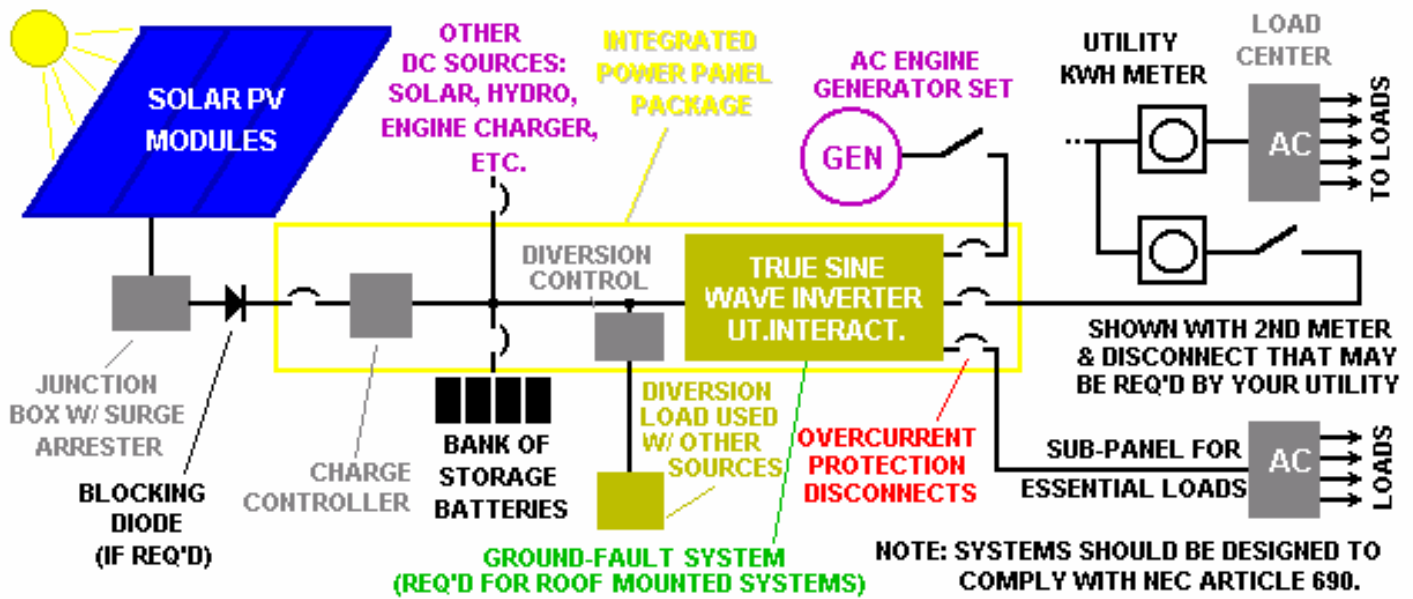 SOLAR PV
MODULES
OTHER
DC SOURCES:
SOLAR, HYDRO,
ENGINE CHARGER,
ETC.
INTEGRATED
POWER PANEL
PACKAGE
AC ENGINE
GENERATOR SET
GEN
UTILITY
KWH METER
LOAD
CENTER
AC
TO LOADS
DIVERSION
CONTROL
TRUE SINE
WAVE INVERTER
UT.INTERACT.
SHOWN WITH 2ND METER
& DISCONNECT THAT MAY
BE REQ'D BY YOUR UTILITY
JUNCTION
BOX W/ SURGE
ARRESTER
BLOCKING
DIODE
(IF REQ'D)
CHARGE
CONTROLLER
BANK OF
STORAGE
BATTERIES
DIVERSION
LOAD USED
W/ OTHER
SOURCES
OVERCURRENT
PROTECTION
DISCONNECTS
SUB-PANEL FOR
ESSENTIAL LOADS
AC
LOADS
GROUND-FAULT SYSTEM
(REQ'D FOR ROOF MOUNTED SYSTEMS)
NOTE: SYSTEMS SHOULD BE DESIGNED TO
COMPLY WITH NEC ARTICLE 690.